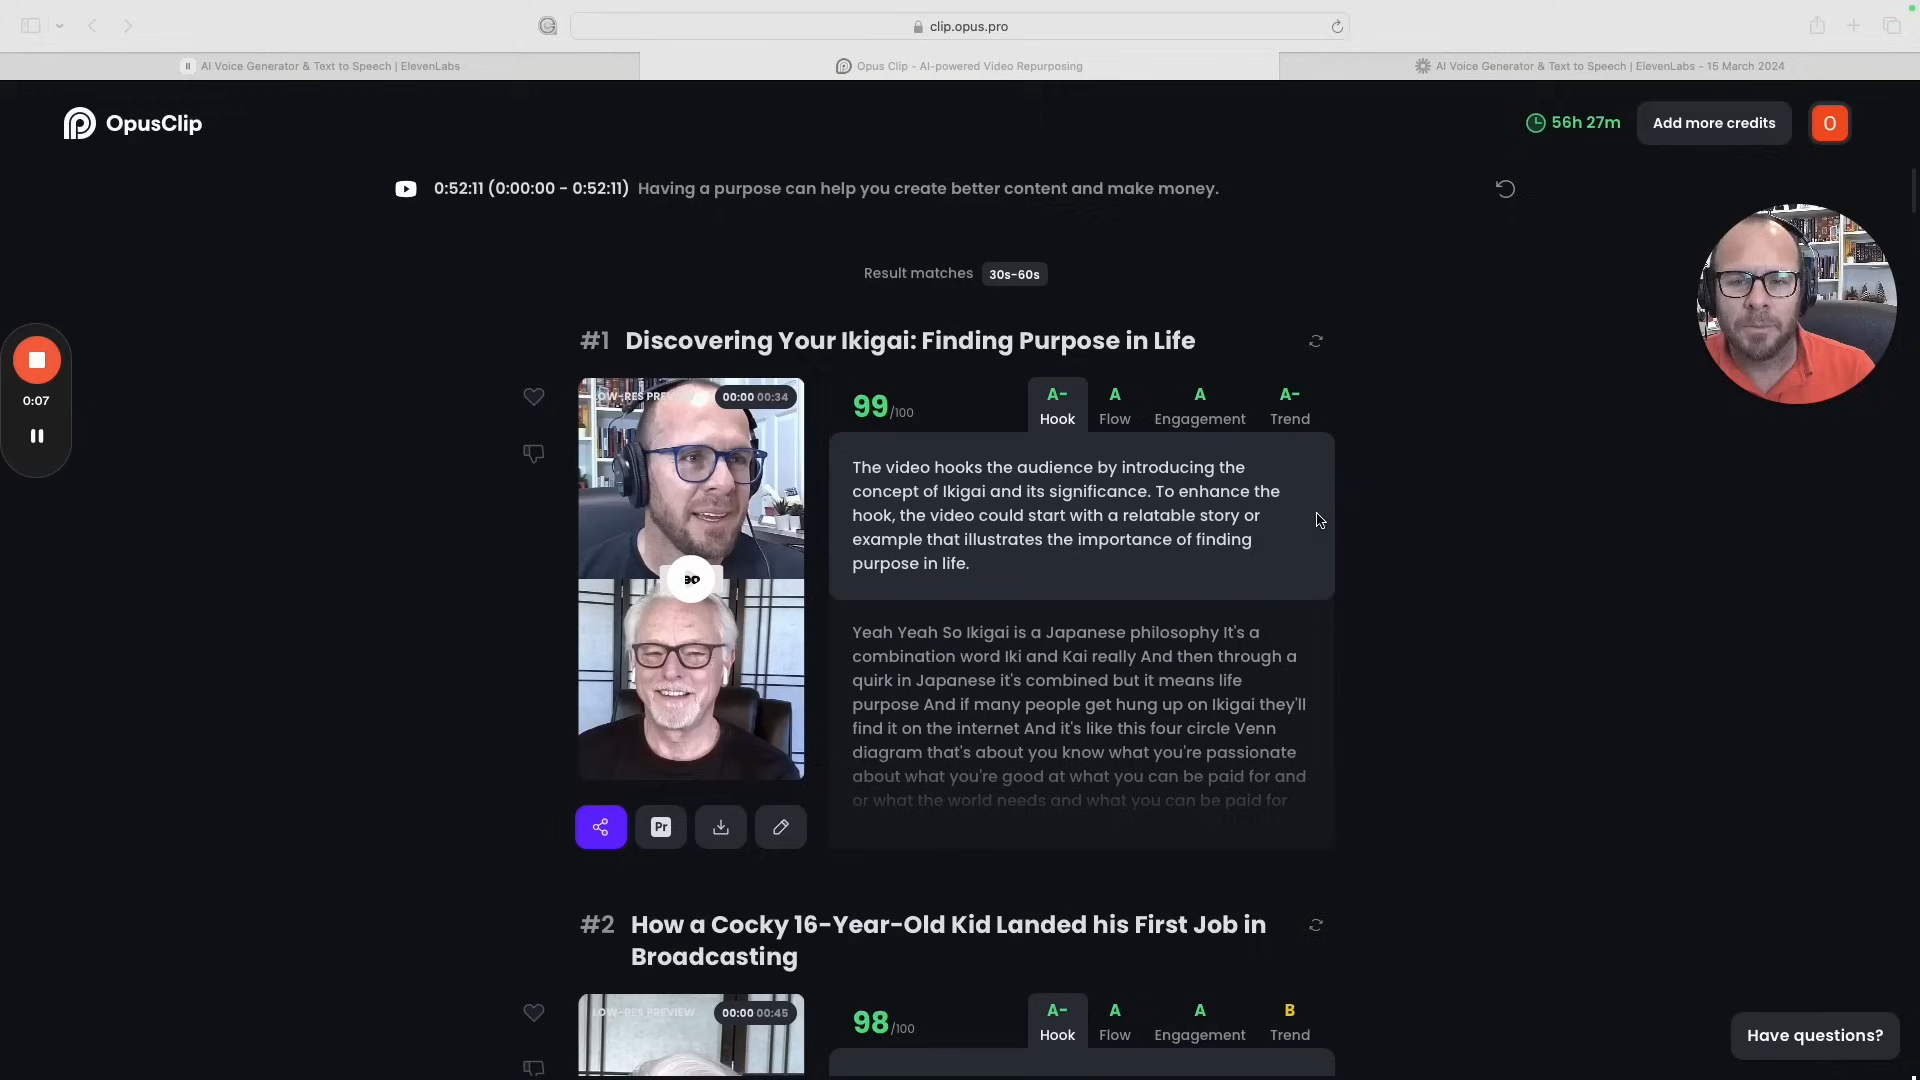 clip.opus.pro
AI Voice Generator & Text to Speech | ElevenLabs
Opus Clip - AI-powered Video Repurposing
AI Voice Generator & Text to Speech | ElevenLabs - 15 March 2024
OpusClip
56h 27m
Add more credits
O
0:52:11 (0:00:00 - 0:52:11) Having a purpose can help you create better content and make money.
Result matches 30s-60s
#1 Discovering Your Ikigai: Finding Purpose in Life
0:07
00:00 00:34
99/100
A- Hook
A Flow
A Engagement
A- Trend
The video hooks the audience by introducing the
concept of Ikigai and its significance. To enhance the
hook, the video could start with a relatable story or
example that illustrates the importance of finding
purpose in life.
Yeah Yeah So Ikigai is a Japanese philosophy It's a
combination word Iki and Kai really And then through a
quirk in Japanese it's combined but it means life
purpose And if many people get hung up on Ikigai they'll
find it on the internet And it's like this four circle Venn
diagram that's about you know what you're passionate
about what you're good at what you can be paid for and
or what the world needs and what you can be paid for
Pr
#2 How a Cocky 16-Year-Old Kid Landed his First Job in
Broadcasting
LOW-RES PREVIEW
00:00 00:45
98/100
A- Hook
A Flow
A Engagement
B Trend
Have questions?